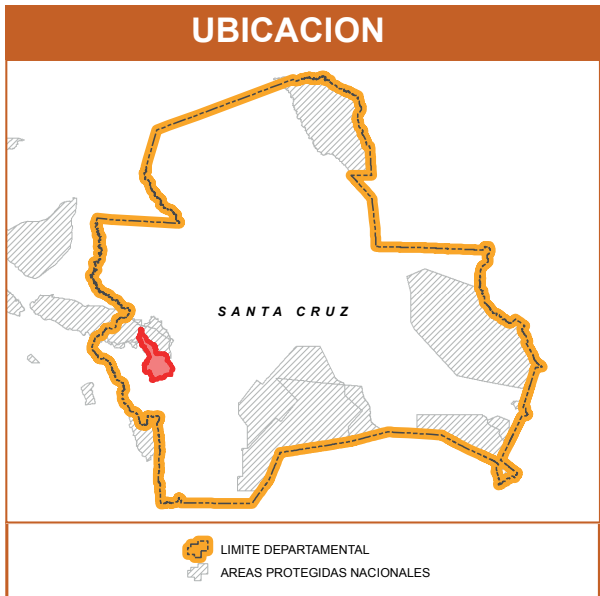 UBICACION
SANTA CRUZ
LIMITE DEPARTAMENTAL
AREAS PROTEGIDAS NACIONALES